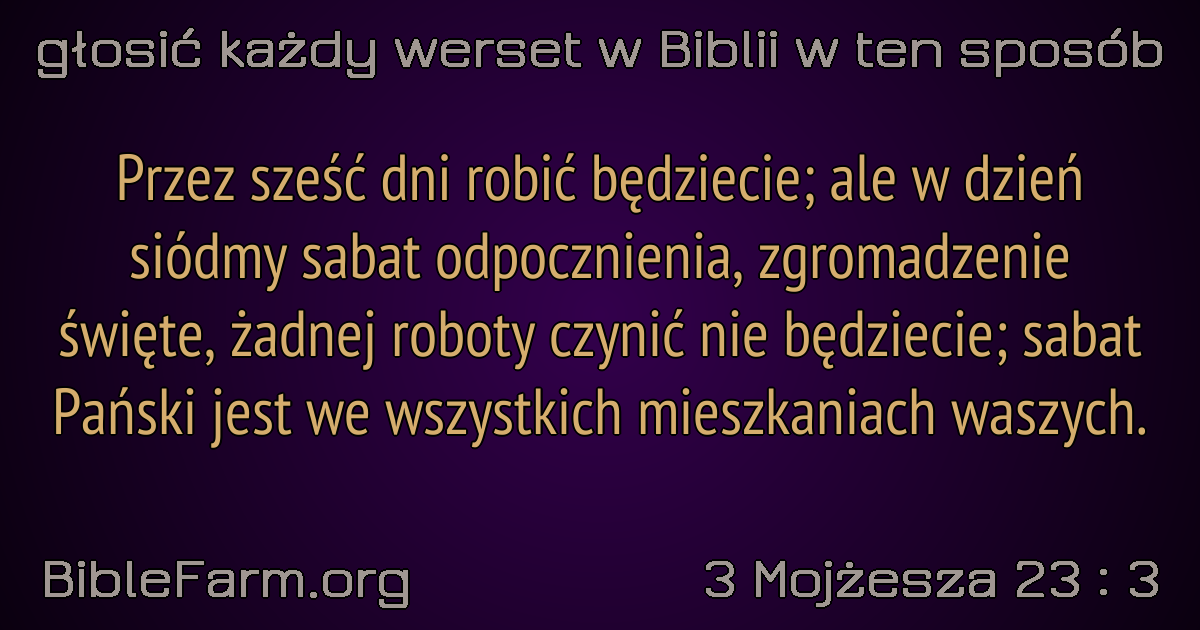 głosić każdy werset w Biblii w ten sposób
Przez sześć dni robić będziecie; ale w dzień
siódmy sabat odpocznienia, zgromadzenie
święte, żadnej roboty czynić nie będziecie; sabat
Pański jest we wszystkich mieszkaniach waszych.
BibleFarm.org
3 Mojżesza 23 : 3